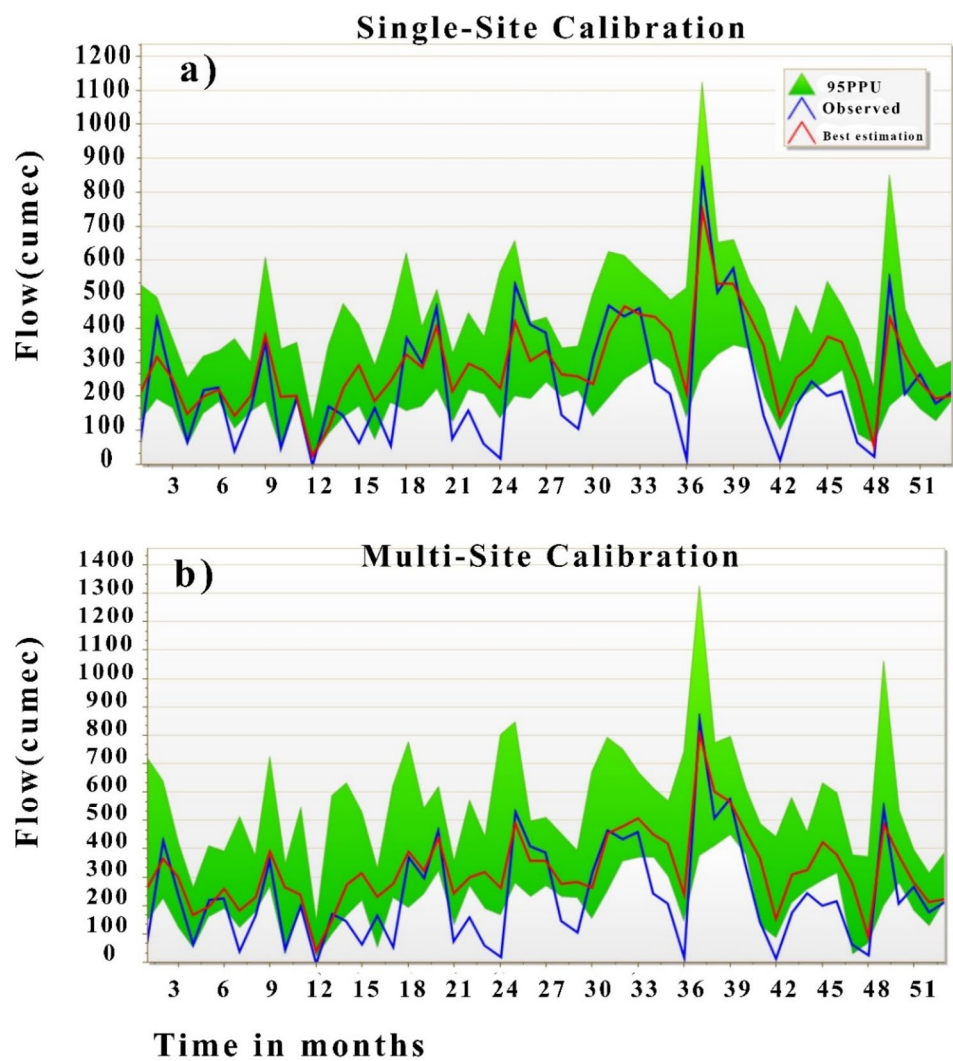 Single-Site Calibration
a)
1200
1100
1000
900
800
700
600
500
400
300
200
100
0
Flow(cumec)
95PPU
Observed
Best estimation
3 6 9 12 15 18 21 24 27 30 33 36 39 42 45 48 51
Multi-Site Calibration
b)
1400
1300
1200
1100
1000
900
800
700
600
500
400
300
200
100
0
Flow(cumec)
3 6 9 12 15 18 21 24 27 30 33 36 39 42 45 48 51
Time in months